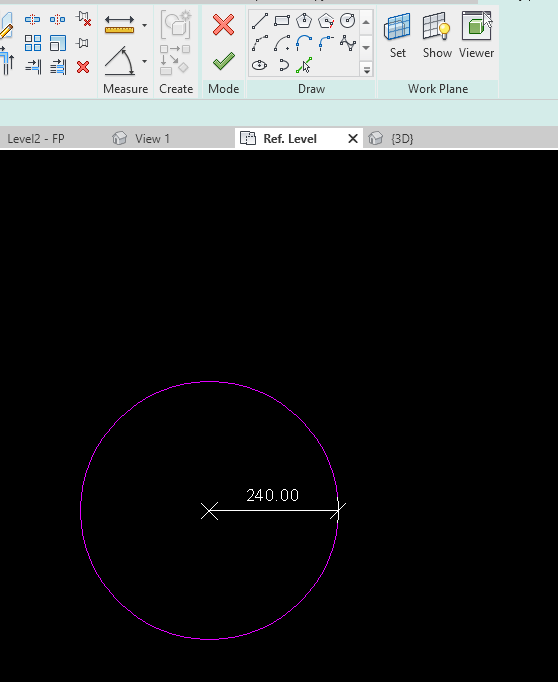 Set Show Viewer
Measure Create Mode Draw Work Plane
Level2 - FP View 1 Ref. Level {3D}
240.00